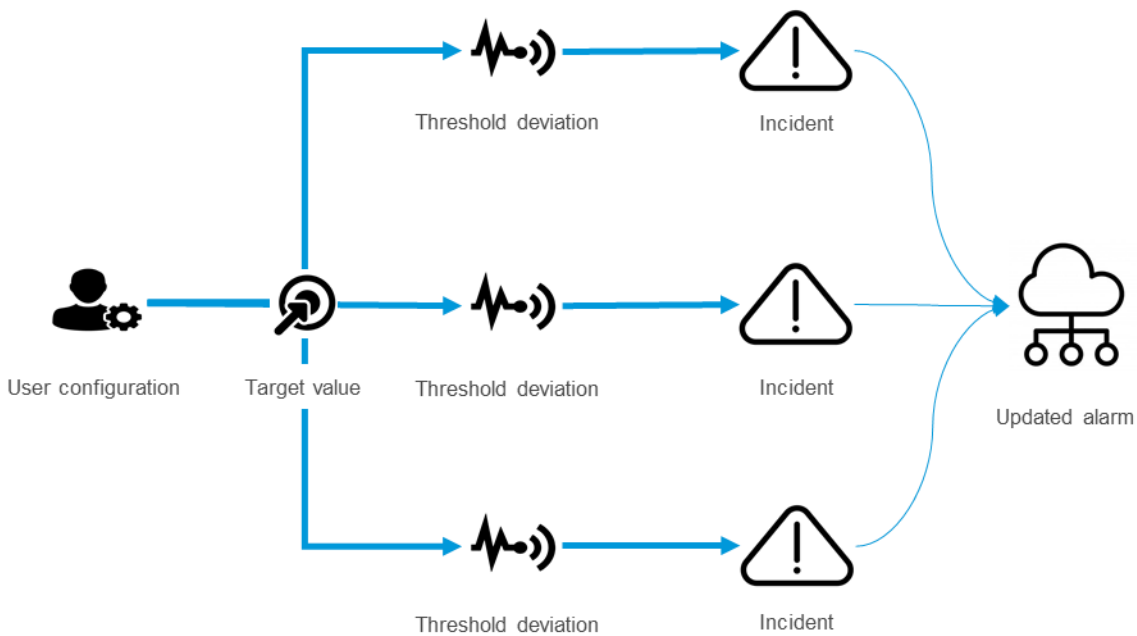 Threshold deviation
Incident
User configuration
Target value
Threshold deviation
Incident
Updated alarm
Threshold deviation
Incident